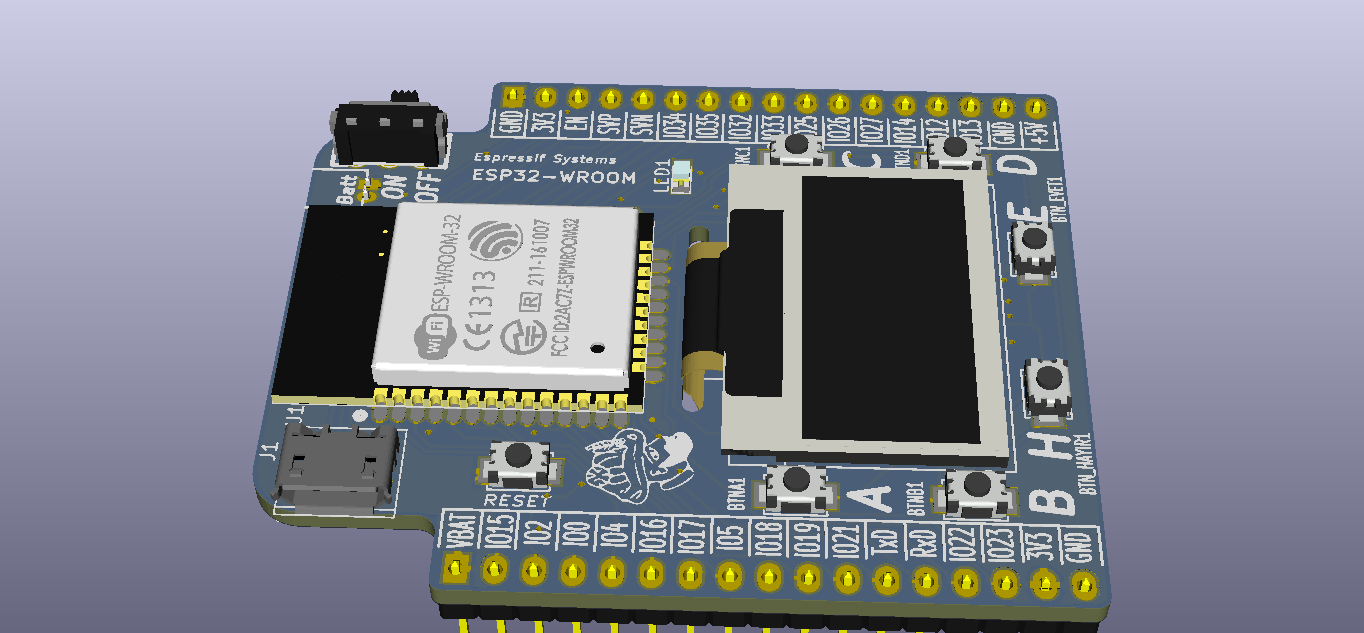 GND 3V3 EN SVP SVN IO34 IO35 IO32 IO33 IO25 IO26 IO27 IO14 IO12 IO13 GND +5V
Espressif Systems
ESP32-WROOM
LED1
C
D
Batt
ON
OFF
E
BTN_EVET1
Wi Fi ESP-WROOM-32
CE1313
R 211-161007
FCC ID:2AC7Z-ESPWROOM32
J1
J1
RESET
BTNA1
A
BTNB1
B
H
BTN_HAYIR1
VBAT IO15 IO2 IO0 IO4 IO16 IO17 IO5 IO18 IO19 IO21 TxD RxD IO22 IO23 3V3 GND